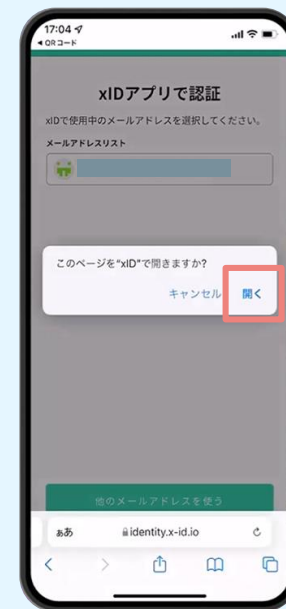 17:04
◀ QRコード
xIDアプリで認証
xIDで使用中のメールアドレスを選択してください。
メールアドレスリスト
このページを“xID”で開きますか?
キャンセル 開く
他のメールアドレスを使う
ぁあ identity.x-id.io